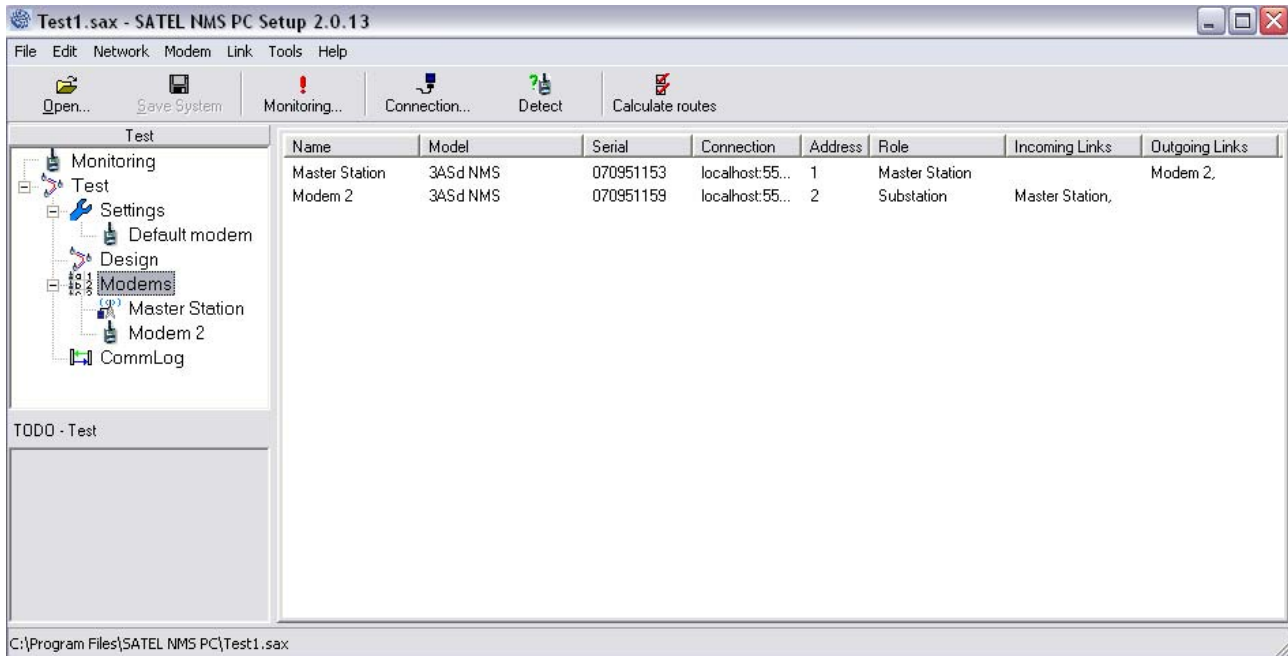 Test1.sax - SATEL NMS PC Setup 2.0.13
File Edit Network Modem Link Tools Help
Open... Save System Monitoring... Connection... Detect Calculate routes
Test
Monitoring
Test
Settings
Default modem
Design
Modems
Master Station
Modem 2
CommLog
TODO - Test
Name Model Serial Connection Address Role Incoming Links Outgoing Links
Master Station 3ASd NMS 070951153 localhost:55... 1 Master Station Modem 2,
Modem 2 3ASd NMS 070951159 localhost:55... 2 Substation Master Station,
C:\Program Files\SATEL NMS PC\Test1.sax